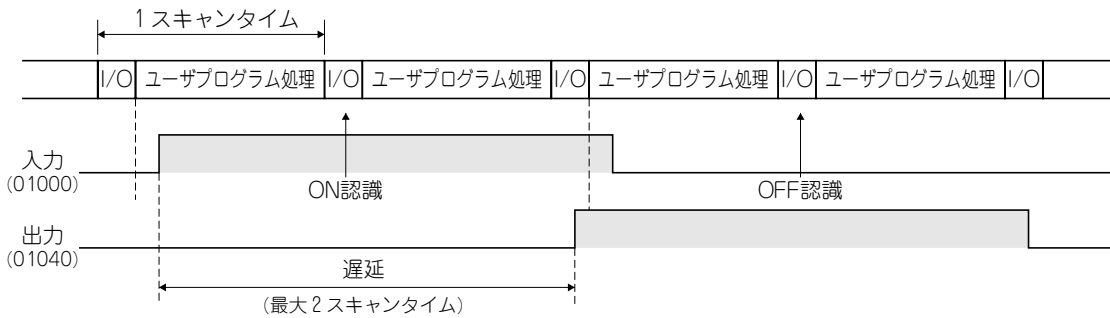 1スキャンタイム
I/O ユーザプログラム処理 I/O ユーザプログラム処理 I/O ユーザプログラム処理 I/O ユーザプログラム処理 I/O
入力
(01000)
ON認識 OFF認識
出力
(01040)
遅延
(最大2スキャンタイム)